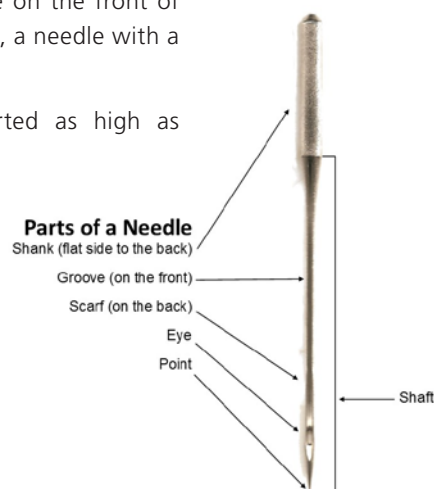 e on the front of
, a needle with a
rted as high as
Parts of a Needle
Shank (flat side to the back)
Groove (on the front)
Scarf (on the back)
Eye
Point
Shaft